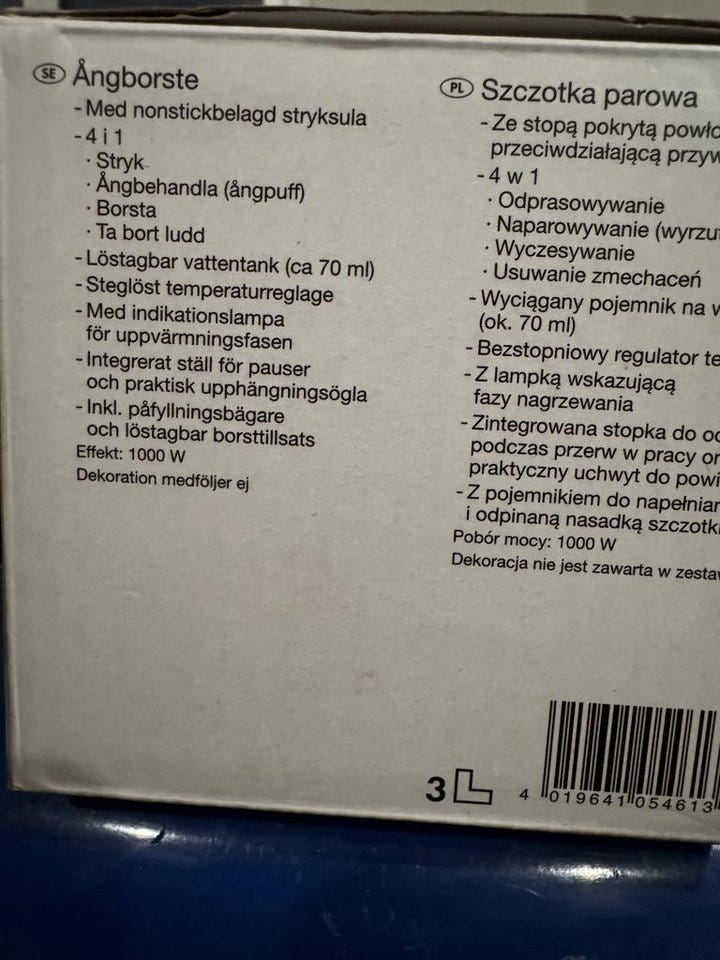 SE Ångborste
- Med nonstickbelagd stryksula
- 4 i 1
· Stryk
· Ångbehandla (ångpuff)
· Borsta
· Ta bort ludd
- Löstagbar vattentank (ca 70 ml)
- Steglöst temperaturreglage
- Med indikationslampa
för uppvärmningsfasen
- Integrerat ställ för pauser
och praktisk upphängningsögla
- Inkl. påfyllningsbägare
och löstagbar borsttillsats
Effekt: 1000 W
Dekoration medföljer ej
PL Szczotka parowa
- Ze stopą pokrytą
przeciwdziałającą
- 4 w 1
· Odprasowywanie
· Naparowywanie
· Wyczesywanie
· Usuwanie zmechaceń
- Wyciągany pojemnik na
(ok. 70 ml)
- Bezstopniowy regulator
- Z lampką wskazującą
fazy nagrzewania
- Zintegrowana stopka do
podczas przerw w pracy
praktyczny uchwyt do
- Z pojemnikiem do
i odpinaną nasadką
Pobór mocy: 1000 W
Dekoracja nie jest zawarta w
3 L
4 019641 054613